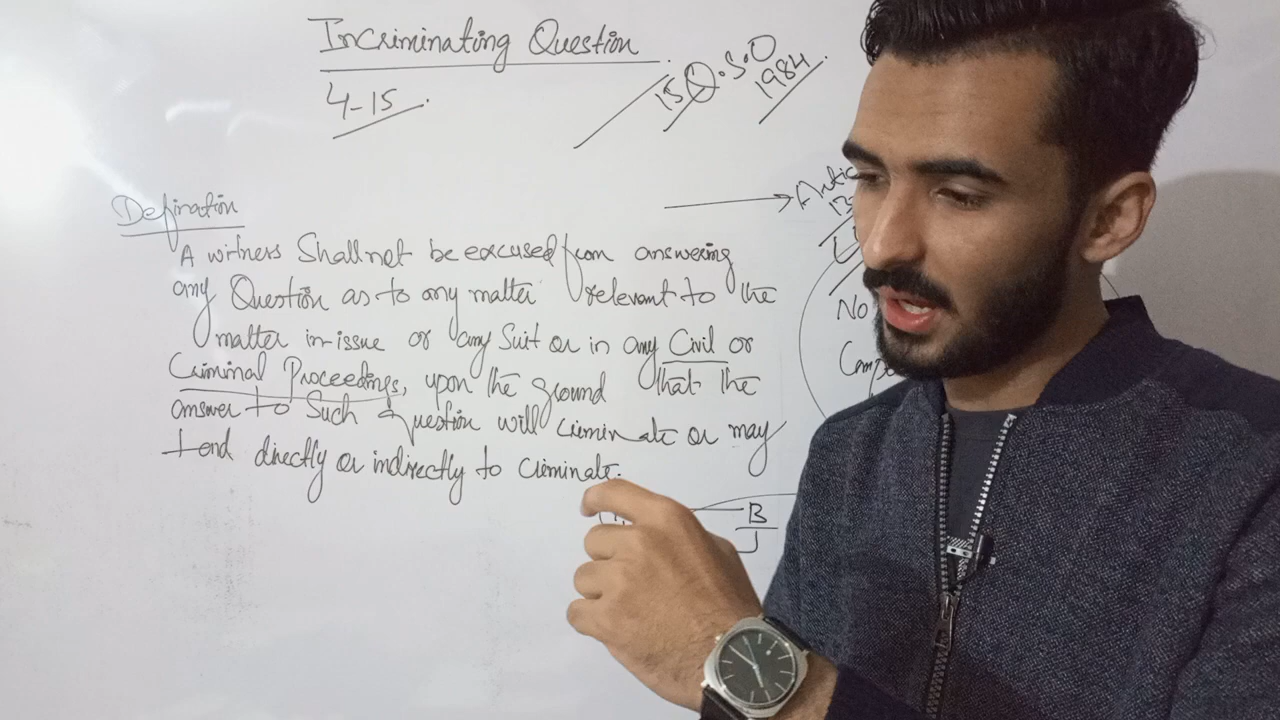 Incriminating Question
4-15
15 Q.S.O
1984
Defination
A witness Shall not be excused from answering
any Question as to any matter relevant to the
matter in-issue or any Suit or in any Civil or
Criminal Proceedings, upon the ground that the
answer to Such question will criminate or may
tend directly or indirectly to criminate.
No
B